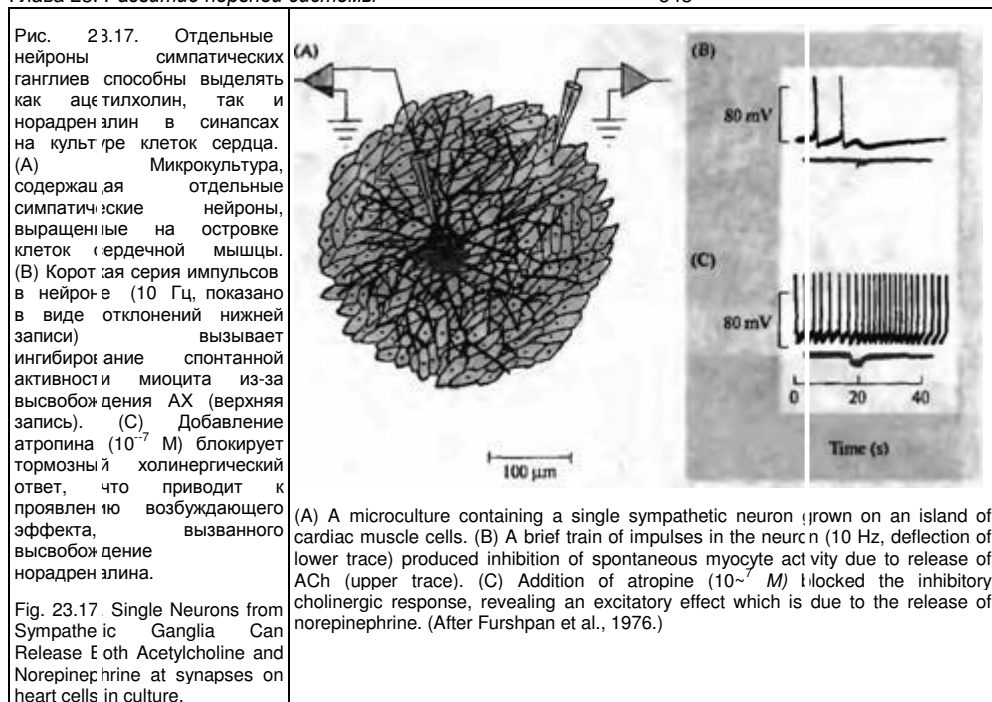 Рис. 23.17. Отдельные
нейроны симпатических
ганглиев способны выделять
как ацетилхолин, так и
норадреналин в синапсах
на культуре клеток сердца.
(A) Микрокультура,
содержащая отдельные
симпатические нейроны,
выращенные на островке
клеток сердечной мышцы.
(B) Короткая серия импульсов
в нейроне (10 Гц, показано
в виде отклонений нижней
записи) вызывает
ингибирование спонтанной
активности миоцита из-за
высвобождения АХ (верхняя
запись). (C) Добавление
атропина (10⁻⁷ М) блокирует
тормозный холинергический
ответ, что приводит к
проявлению возбуждающего
эффекта, вызванного
высвобождение
норадреналина.
Fig. 23.17. Single Neurons from
Sympathetic Ganglia Can
Release Both Acetylcholine and
Norepinephrine at synapses on
heart cells in culture.
(A)
100 µm
(B)
80 mV
(C)
80 mV
0 20 40
Time (s)
(A) A microculture containing a single sympathetic neuron grown on an island of
cardiac muscle cells. (B) A brief train of impulses in the neuron (10 Hz, deflection of
lower trace) produced inhibition of spontaneous myocyte activity due to release of
ACh (upper trace). (C) Addition of atropine (10~⁷ M) blocked the inhibitory
cholinergic response, revealing an excitatory effect which is due to the release of
norepinephrine. (After Furshpan et al., 1976.)